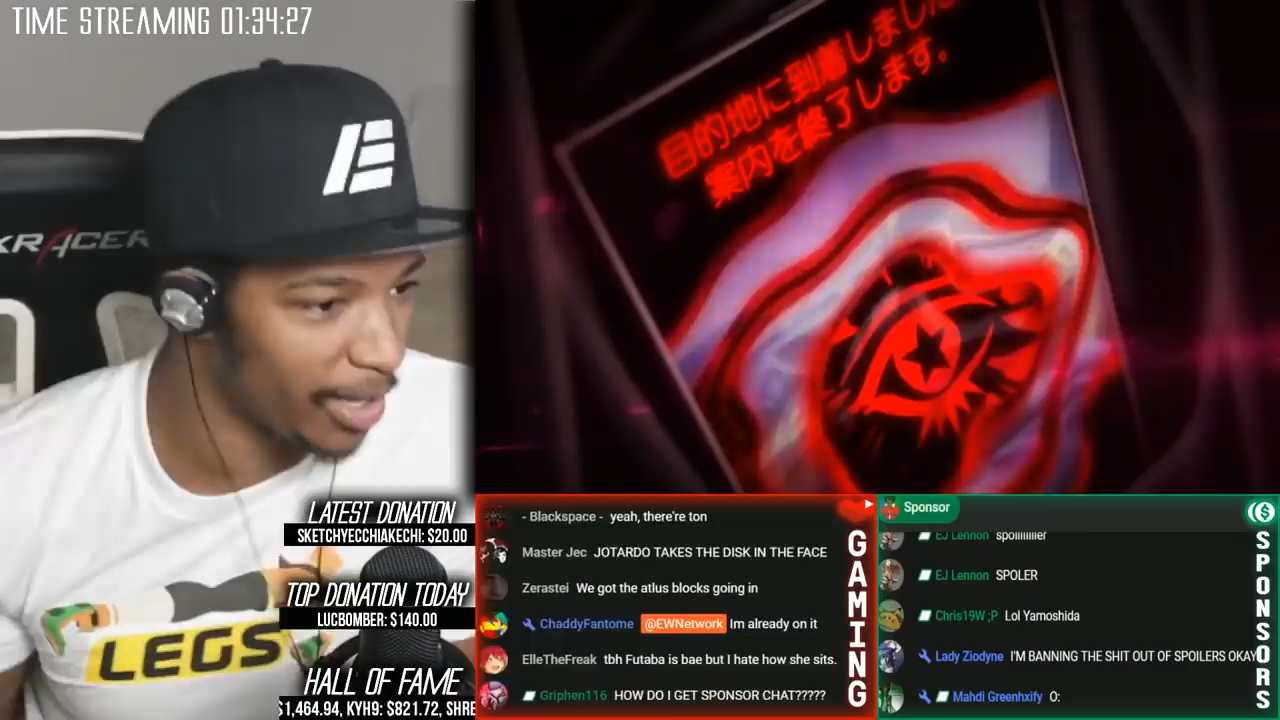 TIME STREAMING 01:34:27
目的地に到着しました
案内を終了します。
E
XRACER
LEGS
LATEST DONATION
SKETCHYECCHIAKECHI: $20.00
TOP DONATION TODAY
LUCBOMBER: $140.00
HALL OF FAME
$1,464.94, KYH9: $821.72, SHRE
- Blackspace - yeah, there're ton
Master Jec JOTARDO TAKES THE DISK IN THE FACE
Zerastei We got the atlus blocks going in
ChaddyFantome @EWNetwork Im already on it
ElleTheFreak tbh Futaba is bae but I hate how she sits.
Griphen116 HOW DO I GET SPONSOR CHAT?????
GAMING
Sponsor
EJ Lennon spoiiiiiiiler
EJ Lennon SPOLER
Chris19W ;P Lol Yamoshida
Lady Ziodyne I'M BANNING THE SHIT OUT OF SPOILERS OKAY
Mahdi Greenhxify O:
SPONSORS